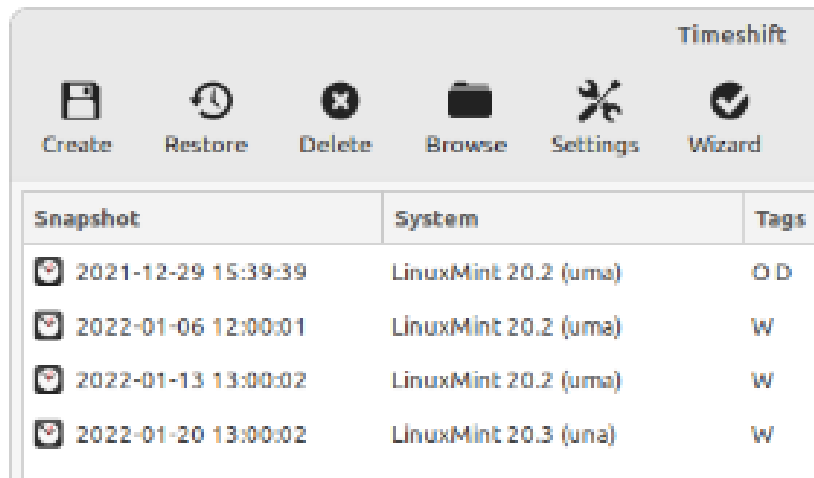 Timeshift
Create Restore Delete Browse Settings Wizard
Snapshot System Tags
2021-12-29 15:39:39 LinuxMint 20.2 (uma) O D
2022-01-06 12:00:01 LinuxMint 20.2 (uma) W
2022-01-13 13:00:02 LinuxMint 20.2 (uma) W
2022-01-20 13:00:02 LinuxMint 20.3 (una) W